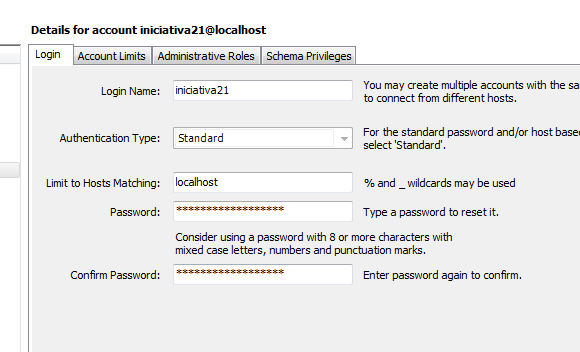 Details for account iniciativa21@localhost
Login Account Limits Administrative Roles Schema Privileges
Login Name: iniciativa21 You may create multiple accounts with the
to connect from different hosts.
Authentication Type: Standard For the standard password and/or host based
select 'Standard'.
Limit to Hosts Matching: localhost % and _ wildcards may be used
Password: ****************** Type a password to reset it.
Consider using a password with 8 or more characters with
mixed case letters, numbers and punctuation marks.
Confirm Password: ****************** Enter password again to confirm.